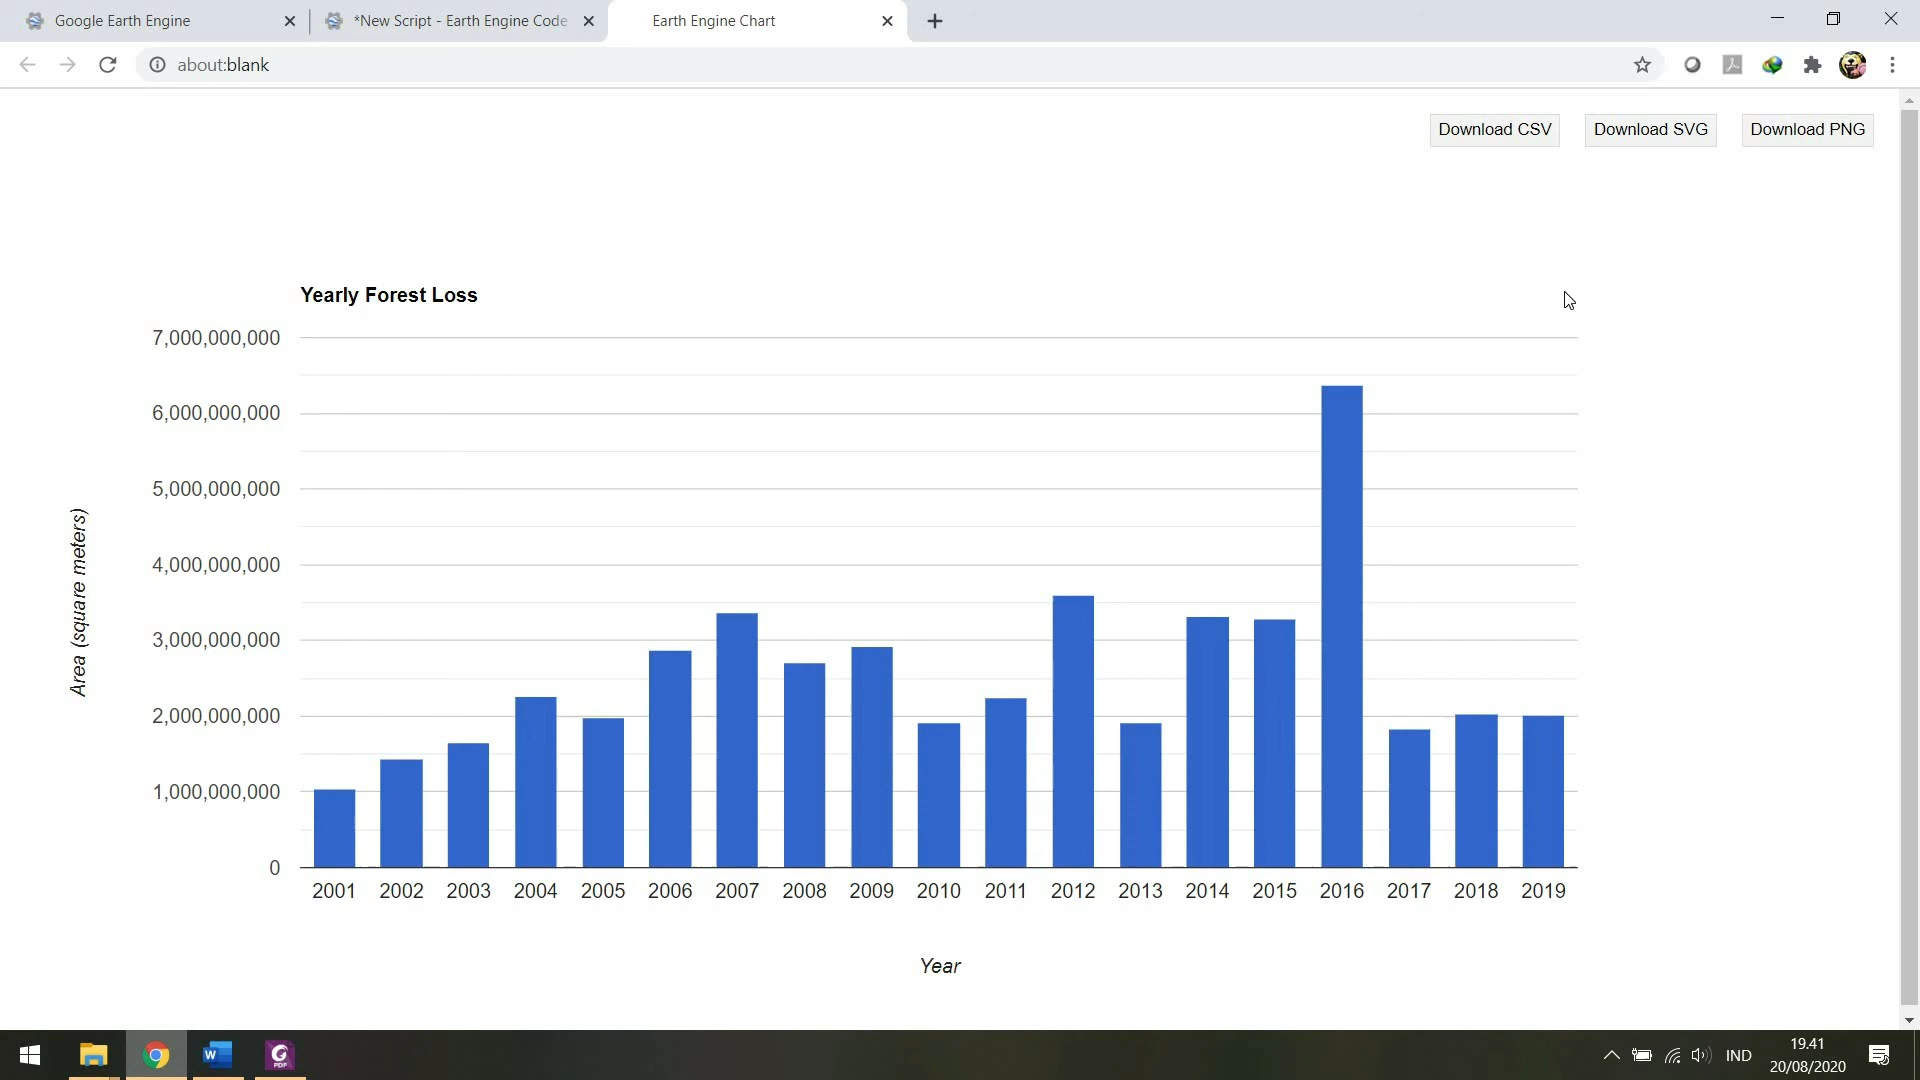 Google Earth Engine
*New Script - Earth Engine Code
Earth Engine Chart
about:blank
Download CSV
Download SVG
Download PNG
Yearly Forest Loss
7,000,000,000
6,000,000,000
5,000,000,000
4,000,000,000
3,000,000,000
2,000,000,000
1,000,000,000
0
Area (square meters)
2001 2002 2003 2004 2005 2006 2007 2008 2009 2010 2011 2012 2013 2014 2015 2016 2017 2018 2019
Year
W
PDF
IND
19.41
20/08/2020